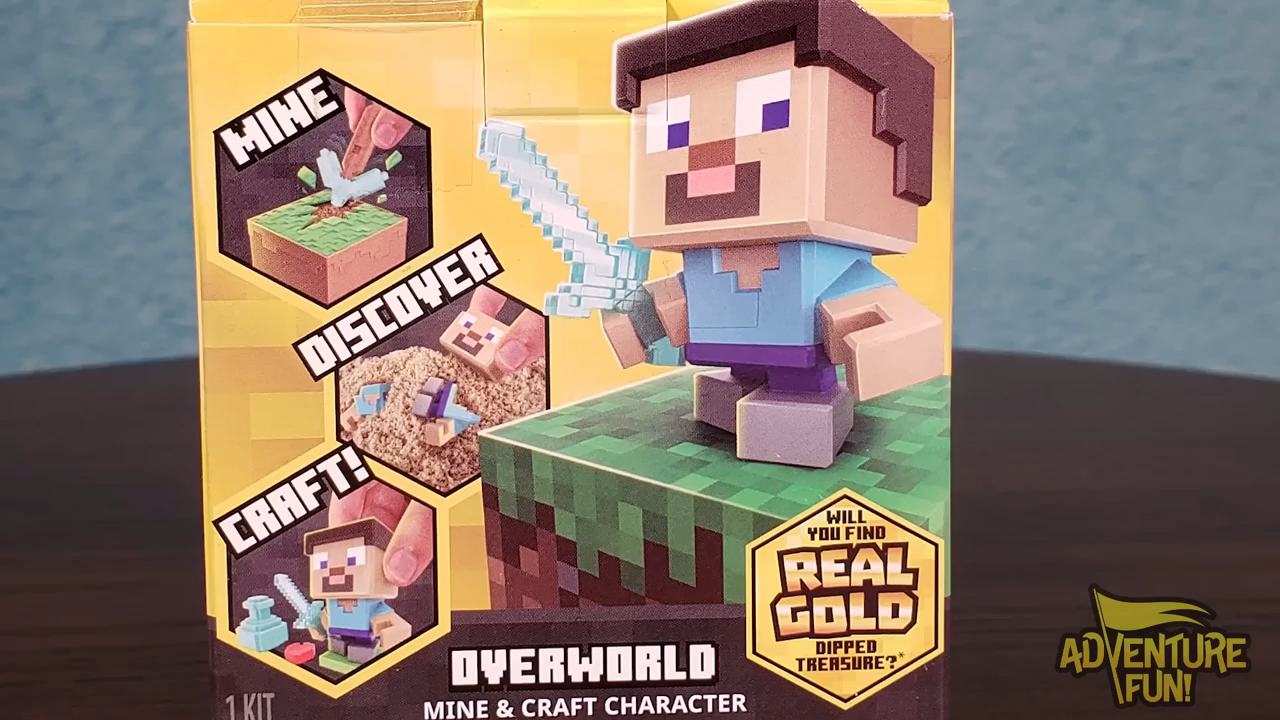 MINE
DISCOVER
CRAFT!
WILL
YOU FIND
REAL
GOLD
DIPPED
TREASURE?*
OVERWORLD
MINE & CRAFT CHARACTER
1 KIT
ADVENTURE
FUN!